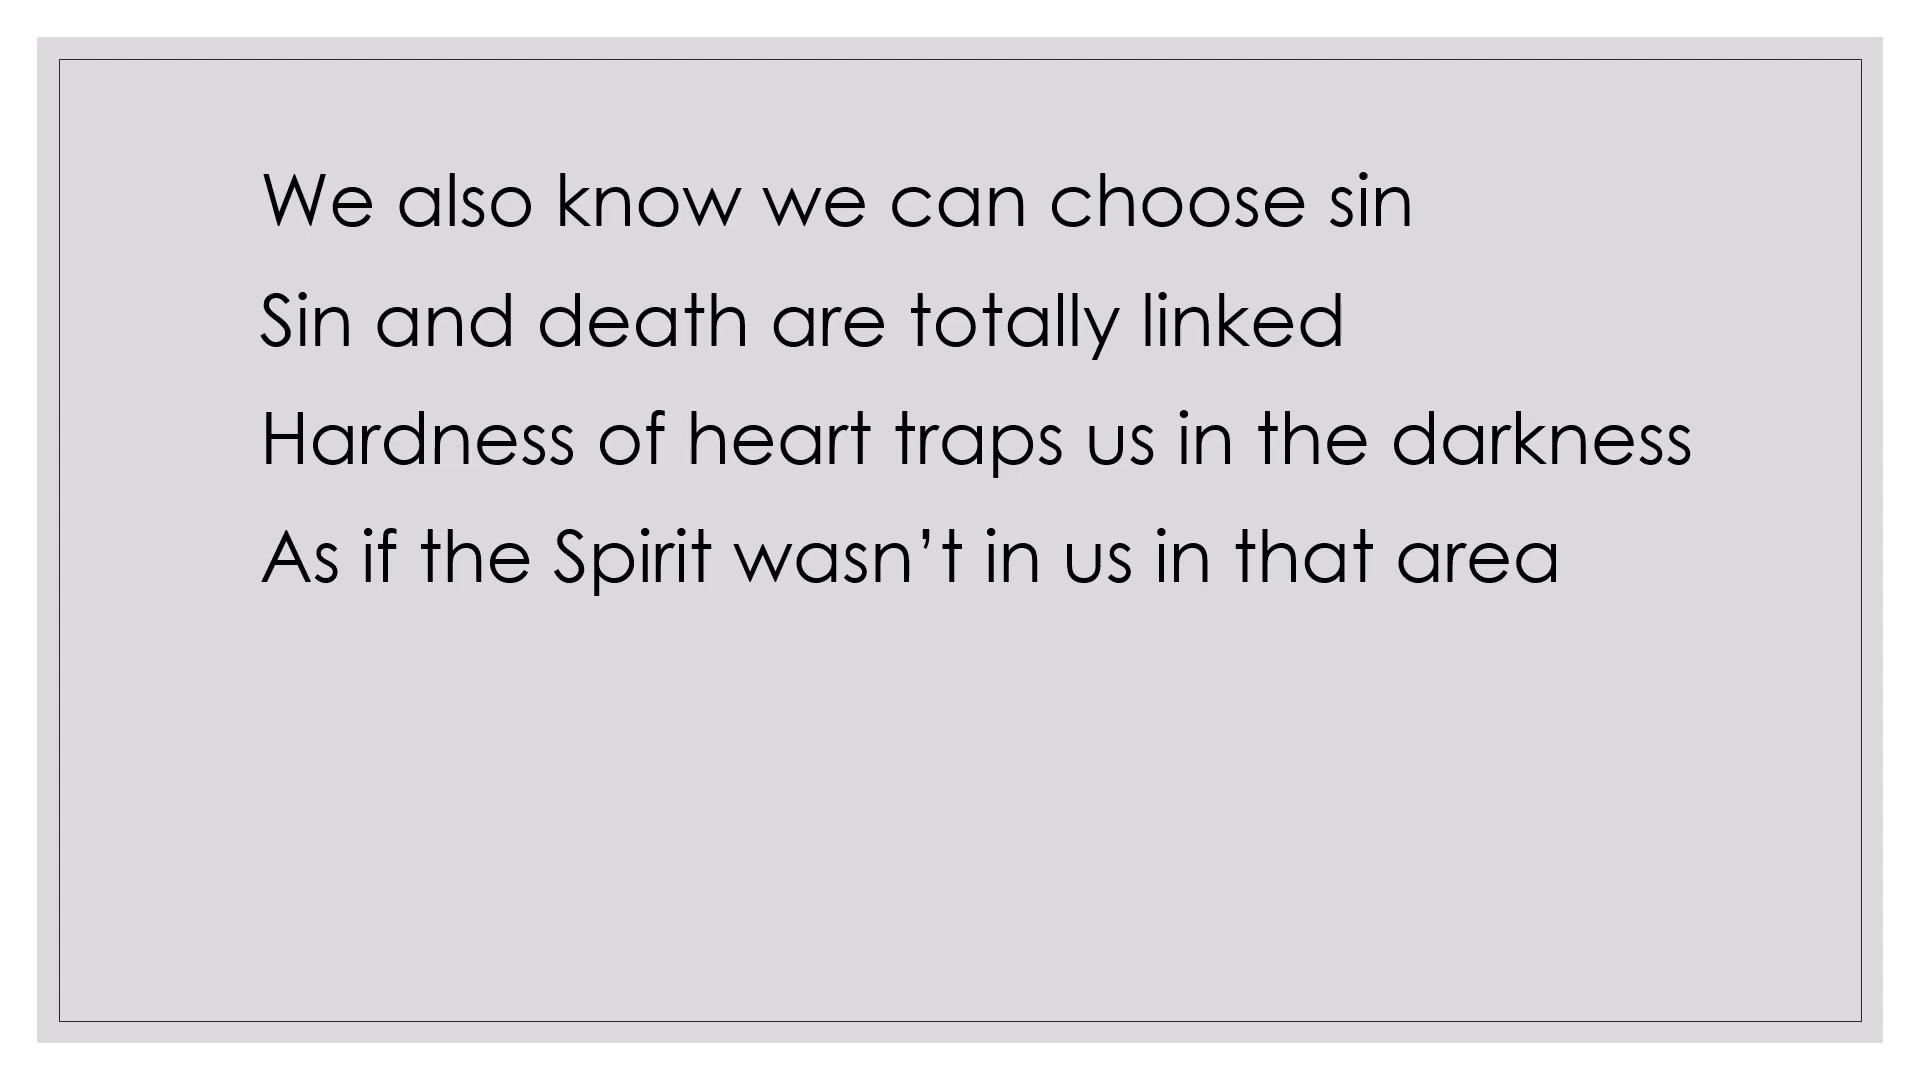 We also know we can choose sin
Sin and death are totally linked
Hardness of heart traps us in the darkness
As if the Spirit wasn’t in us in that area